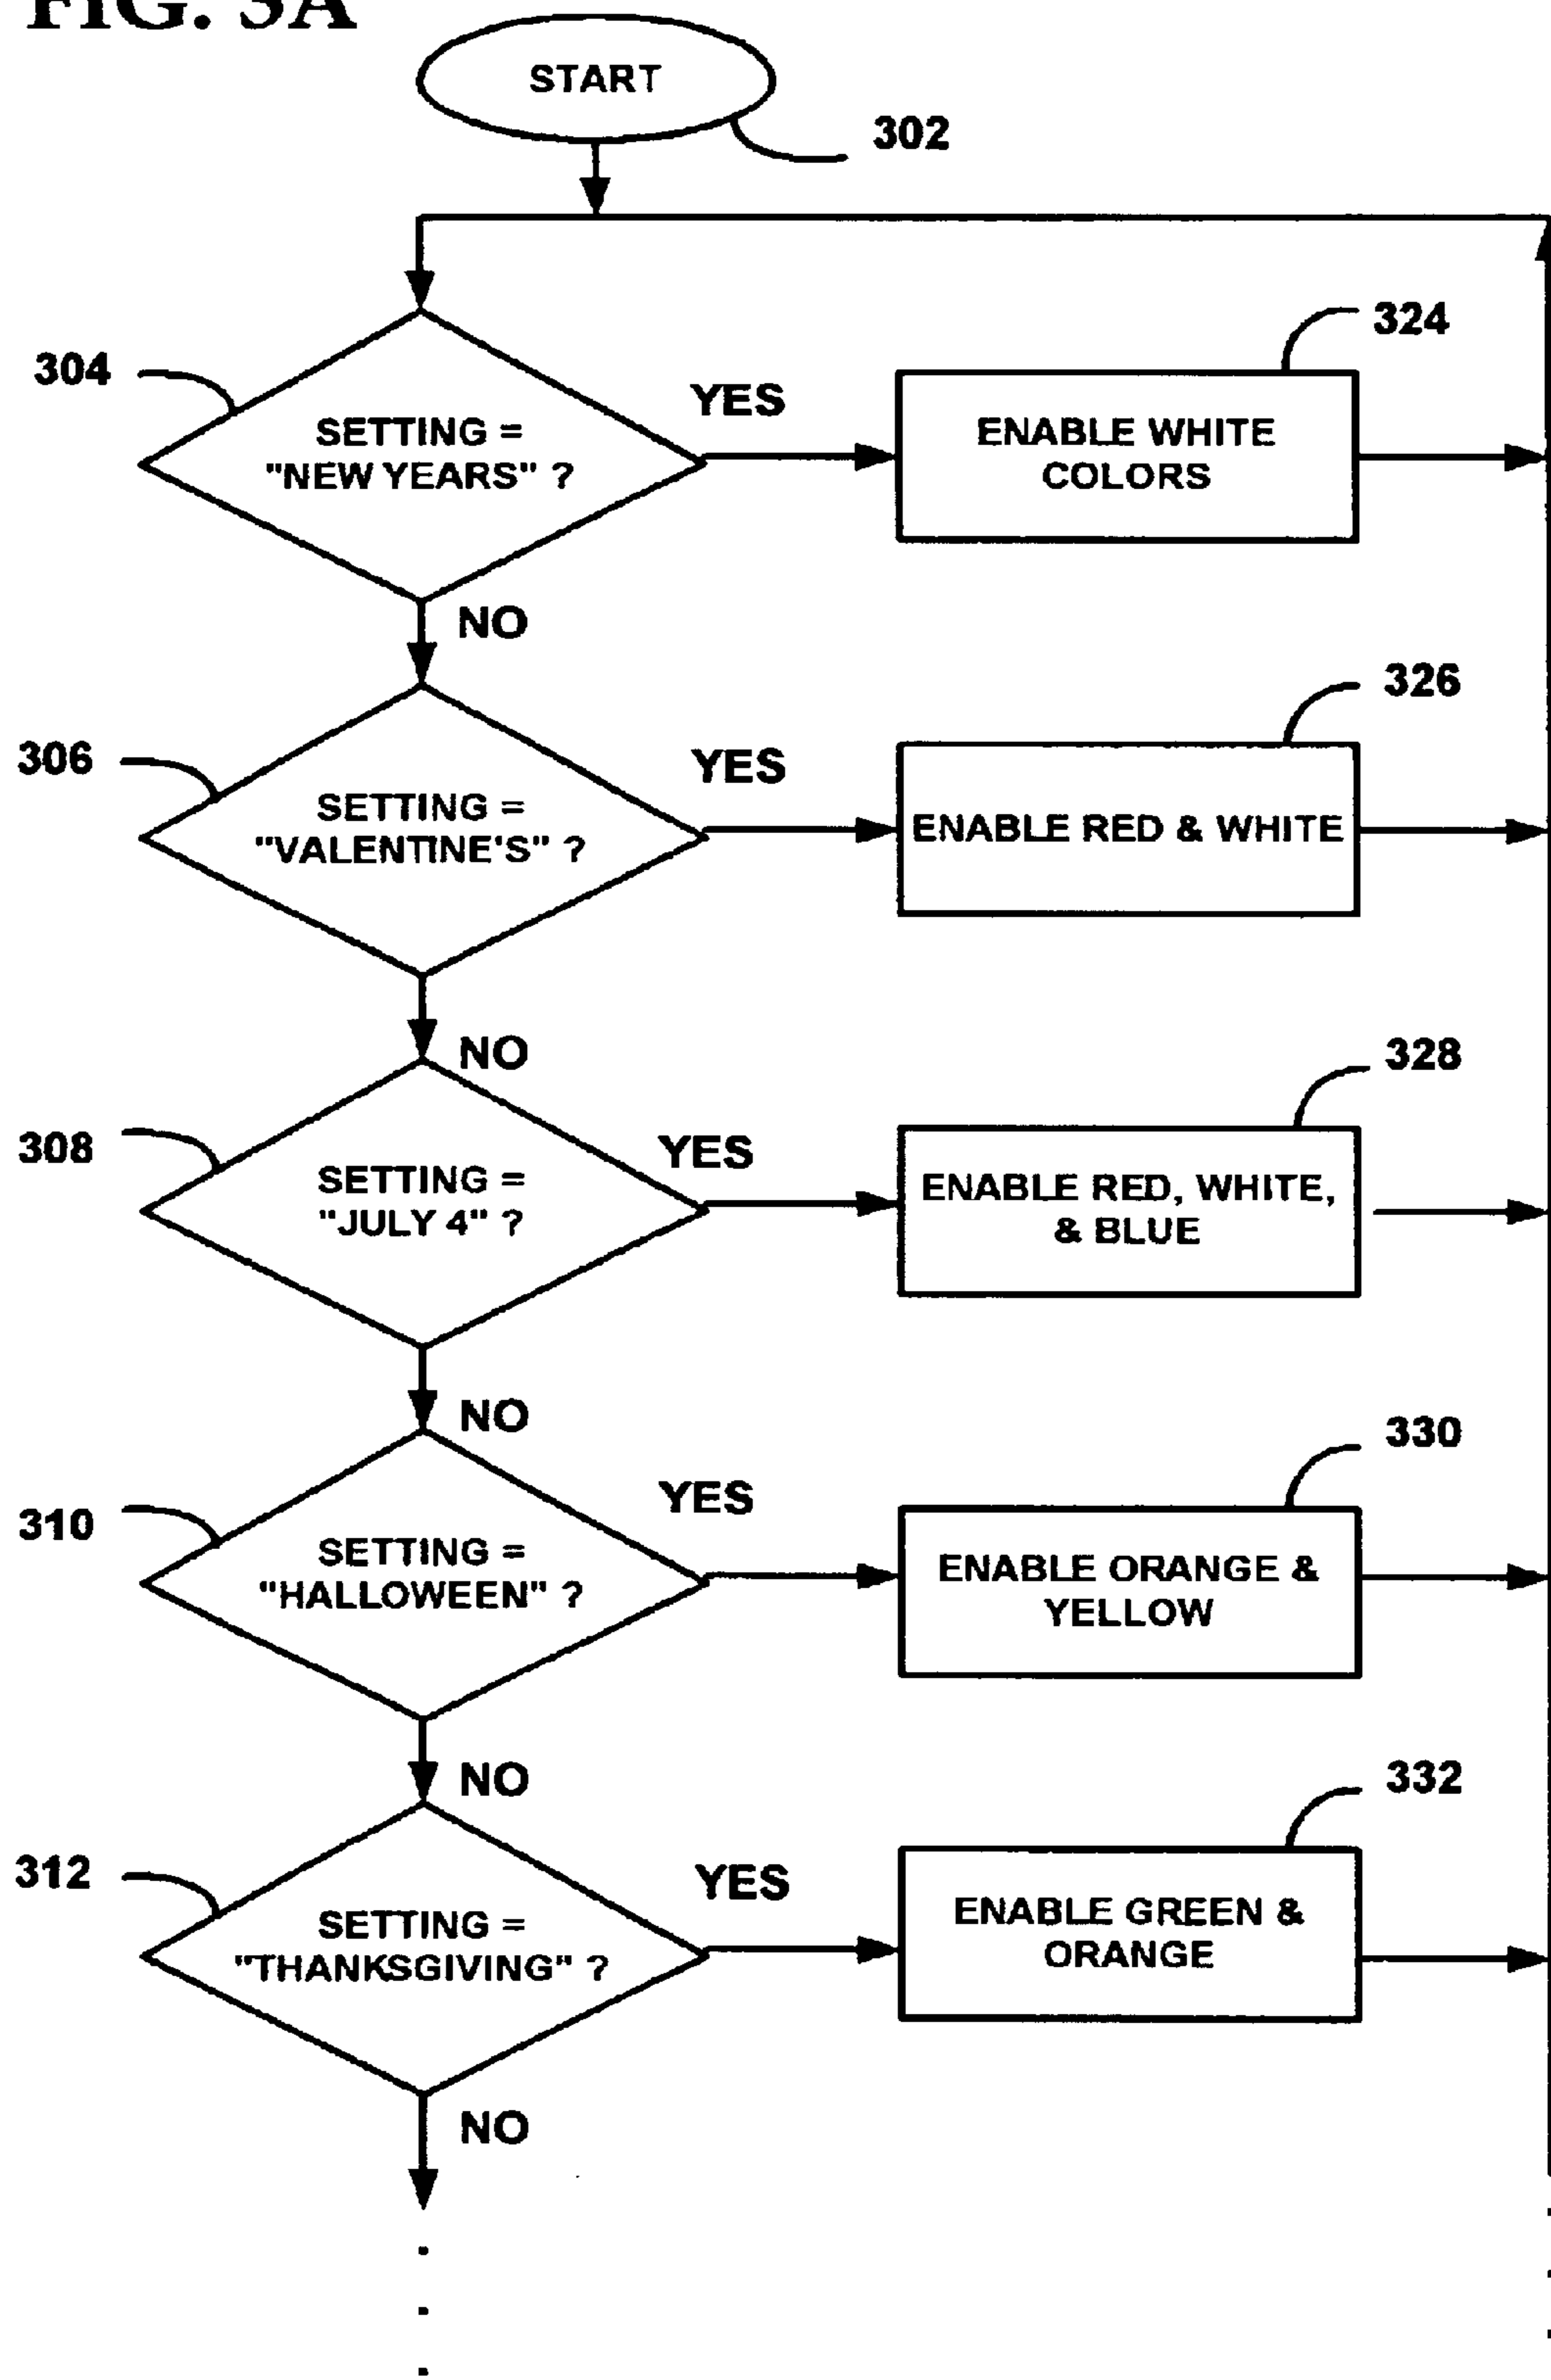 FIG. 3A
START
302
304
SETTING =
"NEW YEARS" ?
YES
324
ENABLE WHITE
COLORS
NO
306
SETTING =
"VALENTINE'S" ?
YES
326
ENABLE RED & WHITE
NO
308
SETTING =
"JULY 4" ?
YES
328
ENABLE RED, WHITE,
& BLUE
NO
310
SETTING =
"HALLOWEEN" ?
YES
330
ENABLE ORANGE &
YELLOW
NO
312
SETTING =
"THANKSGIVING" ?
YES
332
ENABLE GREEN &
ORANGE
NO